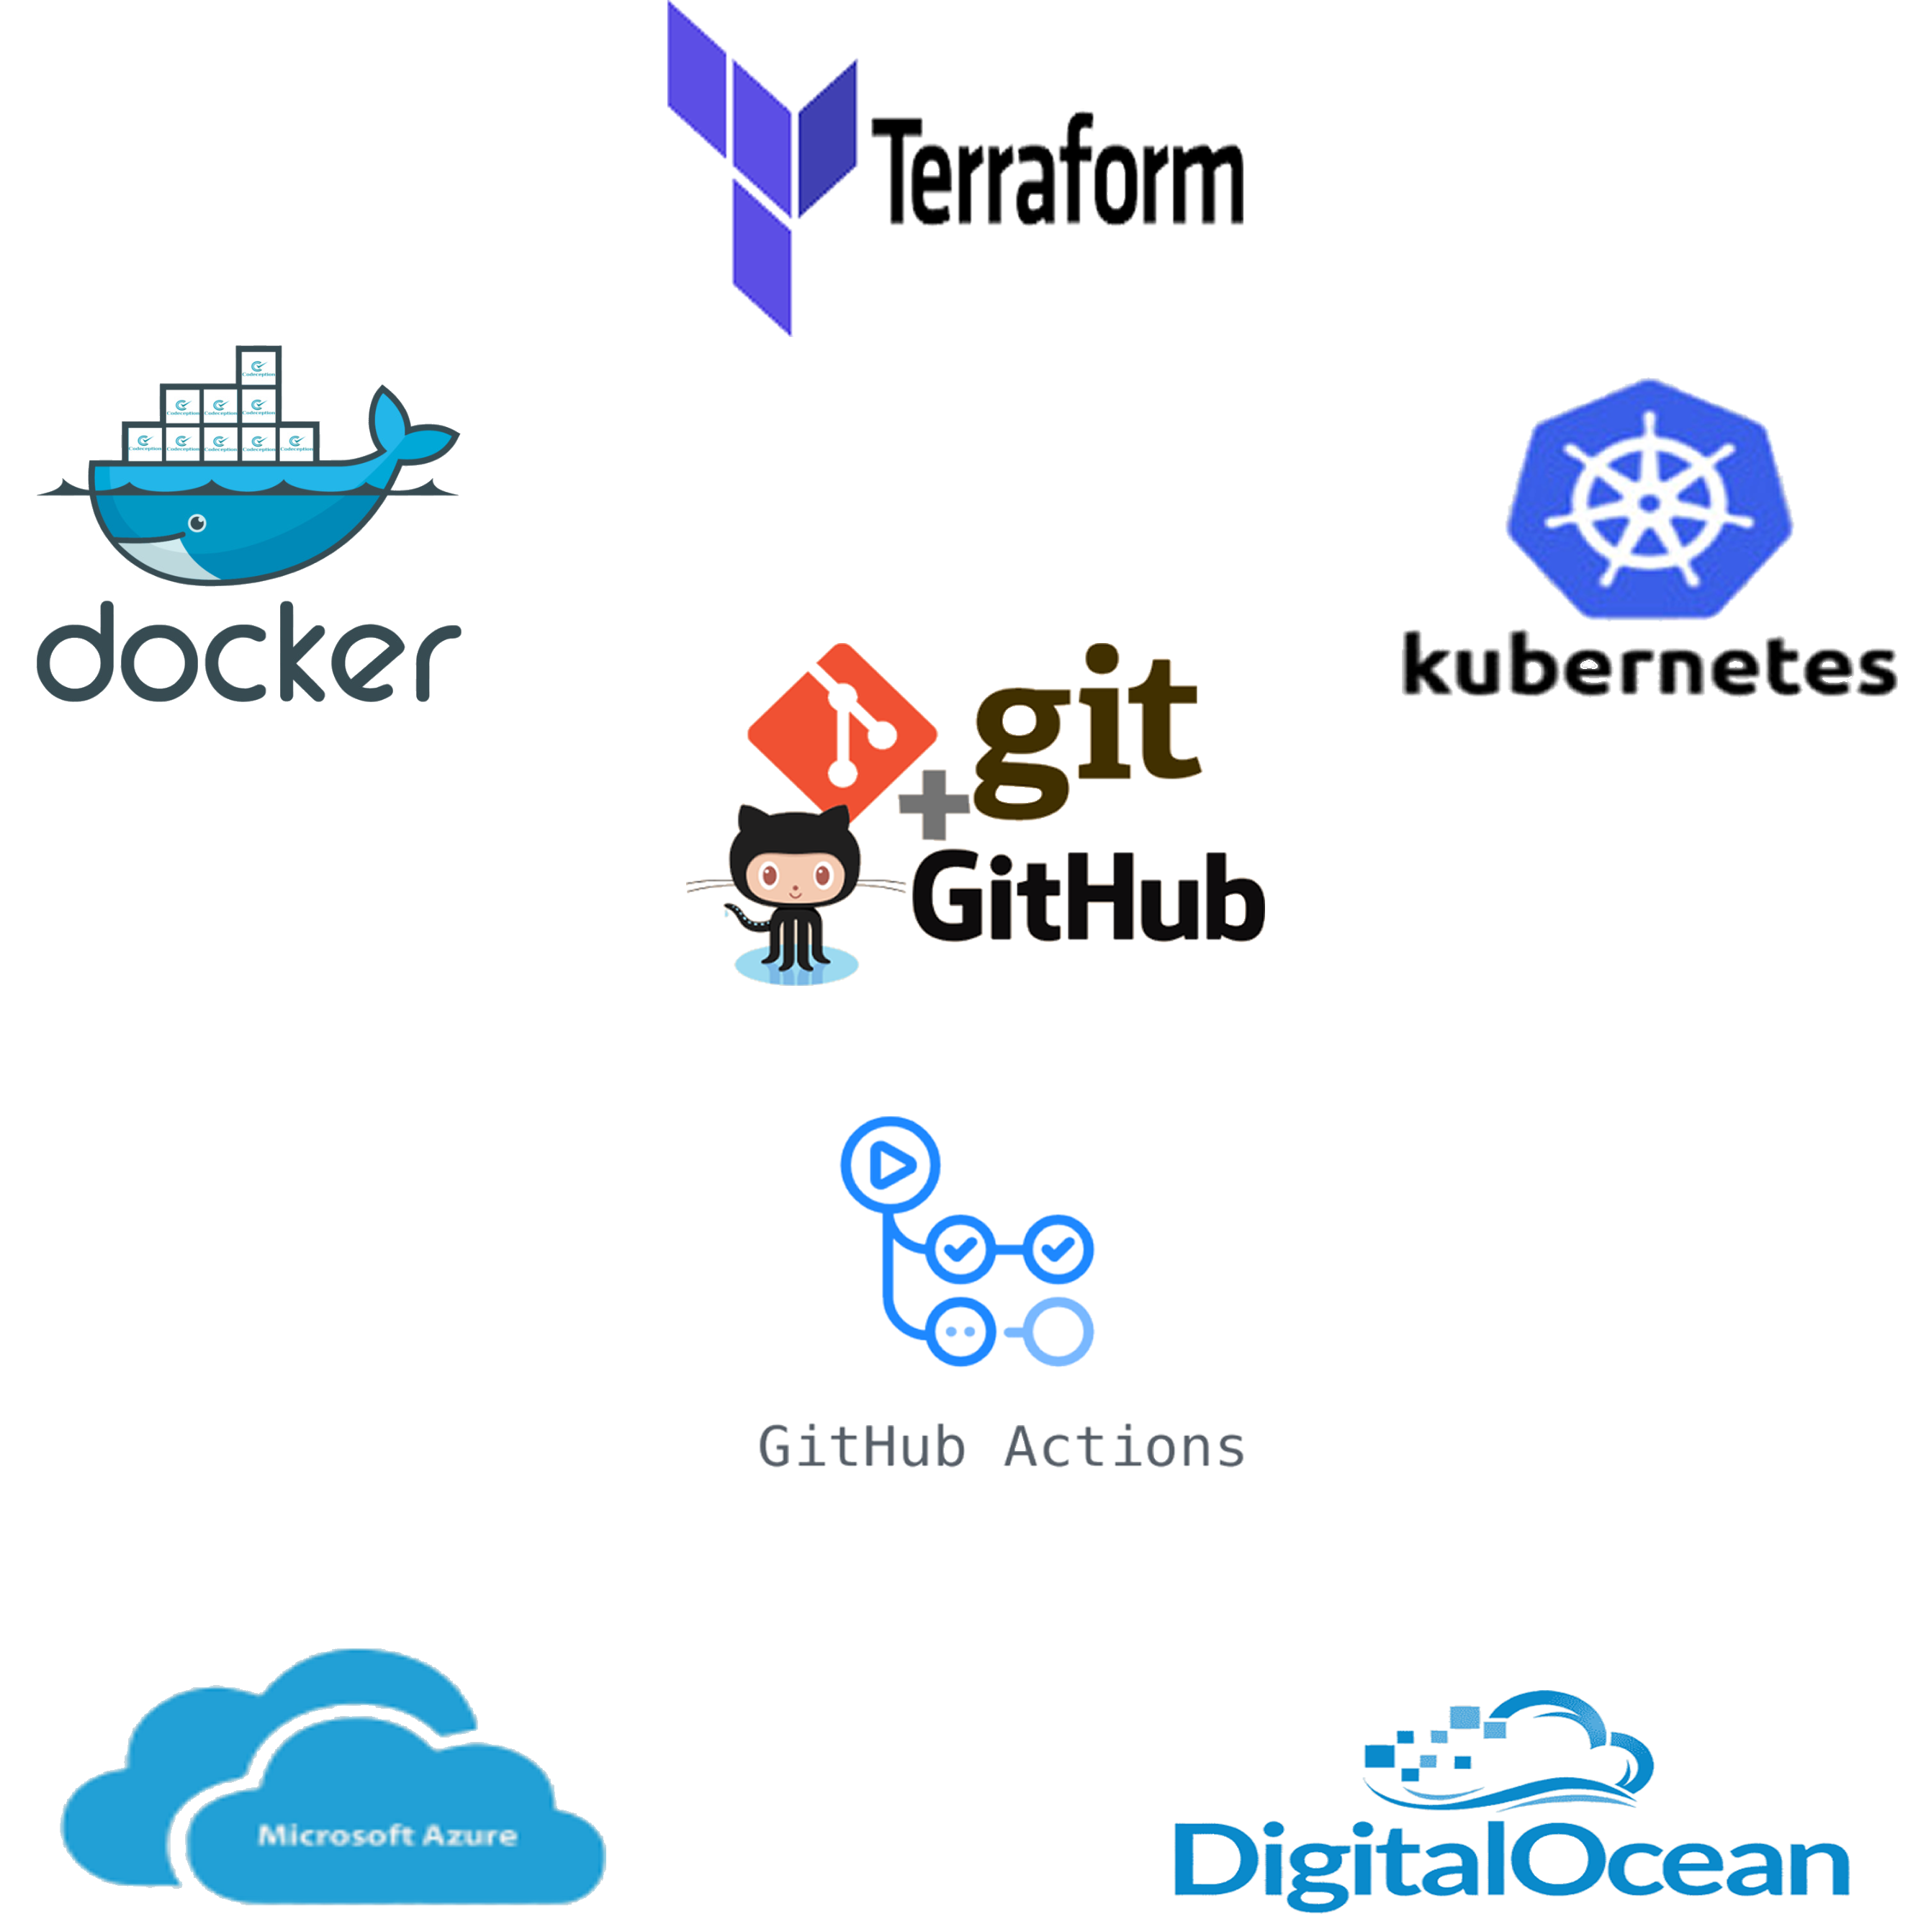 Terraform
docker
kubernetes
git
+
GitHub
GitHub Actions
Microsoft Azure
DigitalOcean